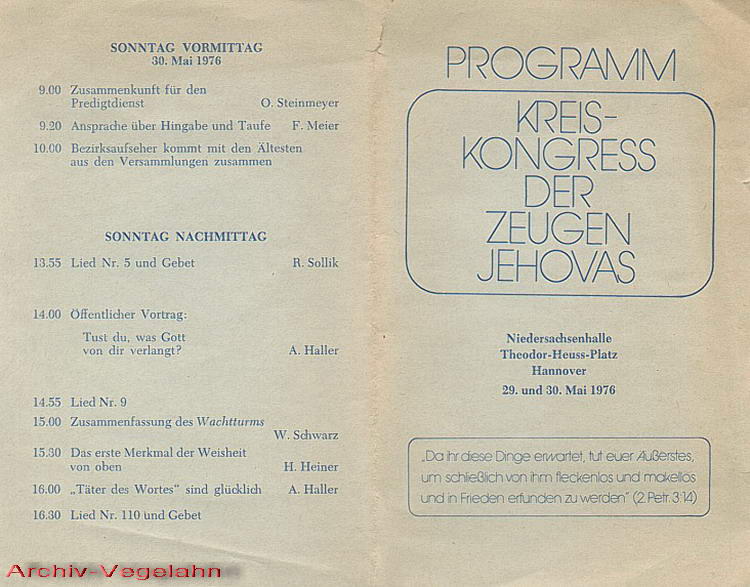 SONNTAG VORMITTAG
30. Mai 1976
9.00 Zusammenkunft für den
Predigtdienst O. Steinmeyer
9.20 Ansprache über Hingabe und Taufe F. Meier
10.00 Bezirksaufseher kommt mit den Ältesten
aus den Versammlungen zusammen
SONNTAG NACHMITTAG
13.55 Lied Nr. 5 und Gebet R. Sollik
14.00 Öffentlicher Vortrag:
Tust du, was Gott
von dir verlangt? A. Haller
14.55 Lied Nr. 9
15.00 Zusammenfassung des Wachtturms
W. Schwarz
15.30 Das erste Merkmal der Weisheit
von oben H. Heiner
16.00 „Täter des Wortes“ sind glücklich A. Haller
16.30 Lied Nr. 110 und Gebet
PROGRAMM
KREIS-
KONGRESS
DER
ZEUGEN
JEHOVAS
Niedersachsenhalle
Theodor-Heuss-Platz
Hannover
29. und 30. Mai 1976
„Da ihr diese Dinge erwartet, tut euer Äußerstes,
um schließlich von ihm fleckenlos und makellos
und in Frieden erfunden zu werden“ (2. Petr. 3:14)
Archiv-Vegelahn